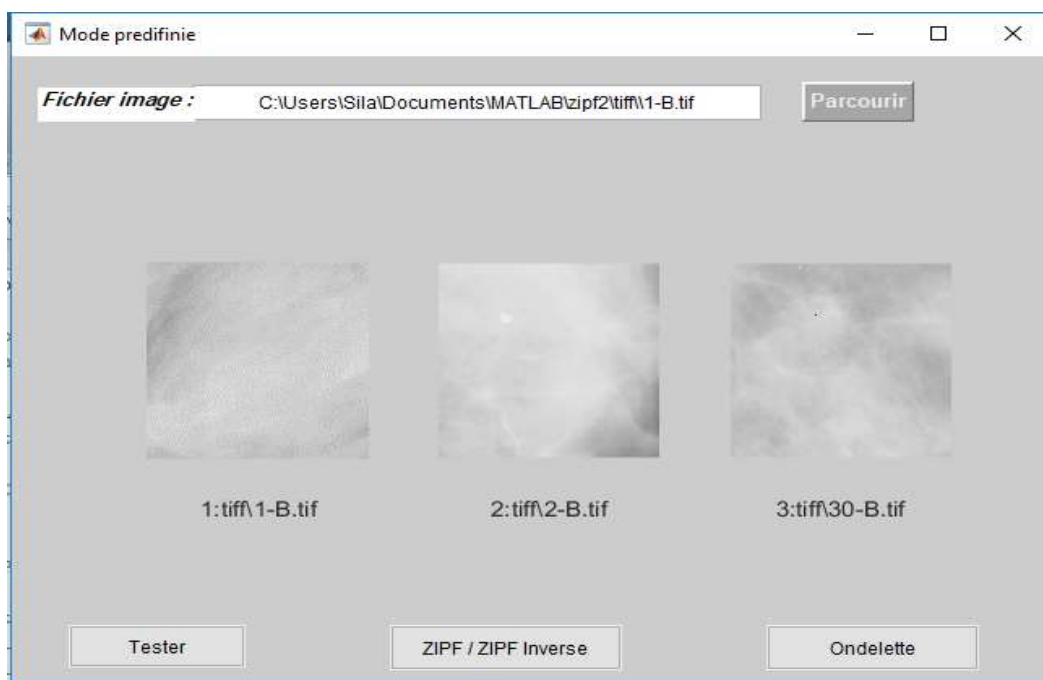 Mode predifinie
Fichier image : C:\Users\Sila\Documents\MATLAB\zipf2\tiff\\1-B.tif Parcourir
1:tiff\1-B.tif 2:tiff\2-B.tif 3:tiff\30-B.tif
Tester ZIPF / ZIPF Inverse Ondelette